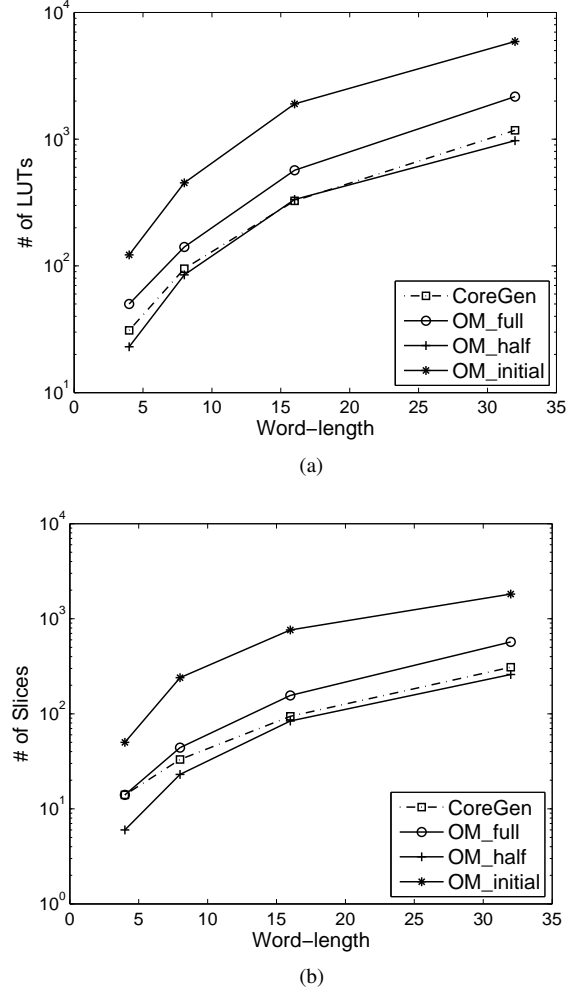 10^4
10^3
10^2
10^1
# of LUTs
0 5 10 15 20 25 30 35
Word-length
CoreGen
OM_full
OM_half
OM_initial
(a)
10^4
10^3
10^2
10^1
10^0
# of Slices
0 5 10 15 20 25 30 35
Word-length
CoreGen
OM_full
OM_half
OM_initial
(b)